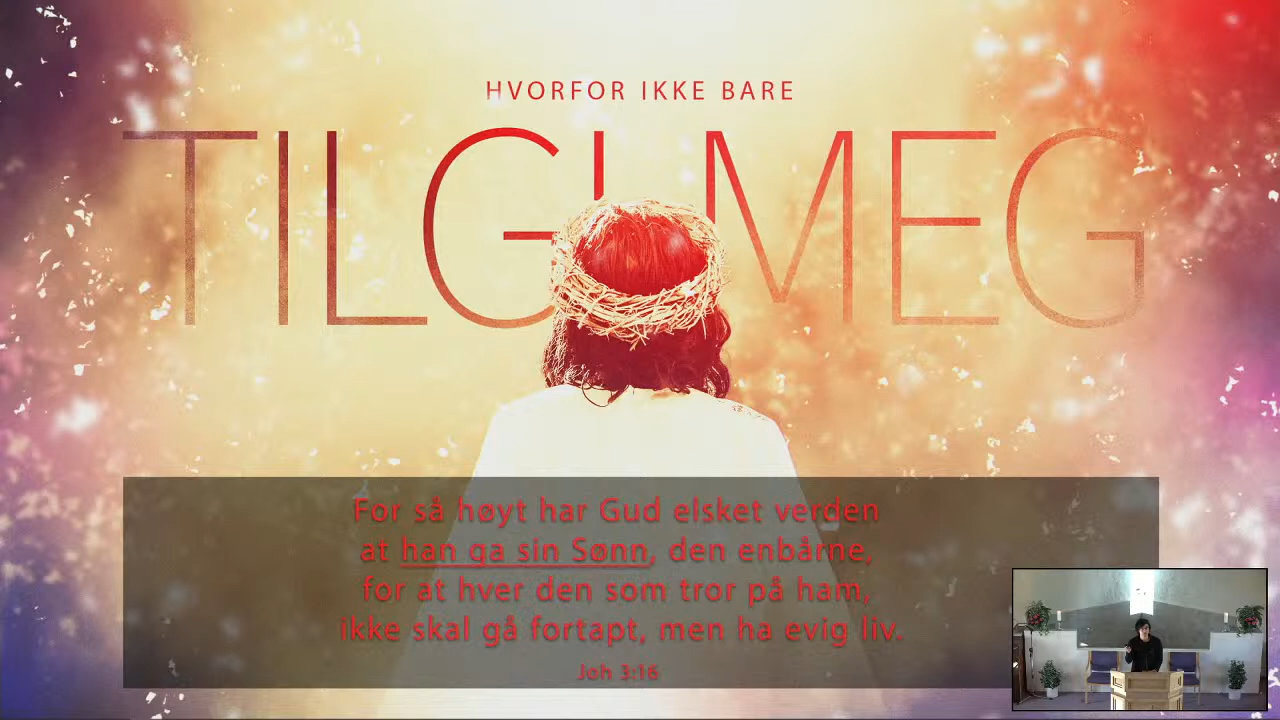 HVORFOR IKKE BARE
TILGI MEG
For så høyt har Gud elsket verden
at han ga sin Sønn, den enbårne,
for at hver den som tror på ham,
ikke skal gå fortapt, men ha evig liv.
Joh 3:16